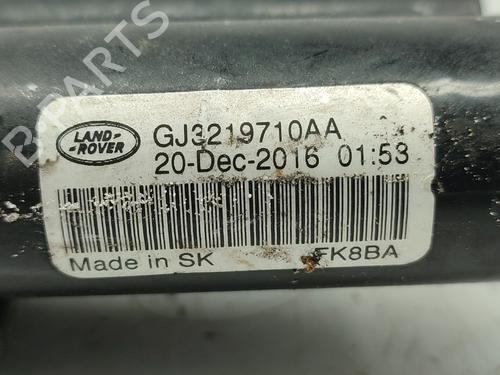 B-PARTS
LAND-
ROVER
GJ3219710AA
20-Dec-2016 01:53
Made in SK
FK8BA